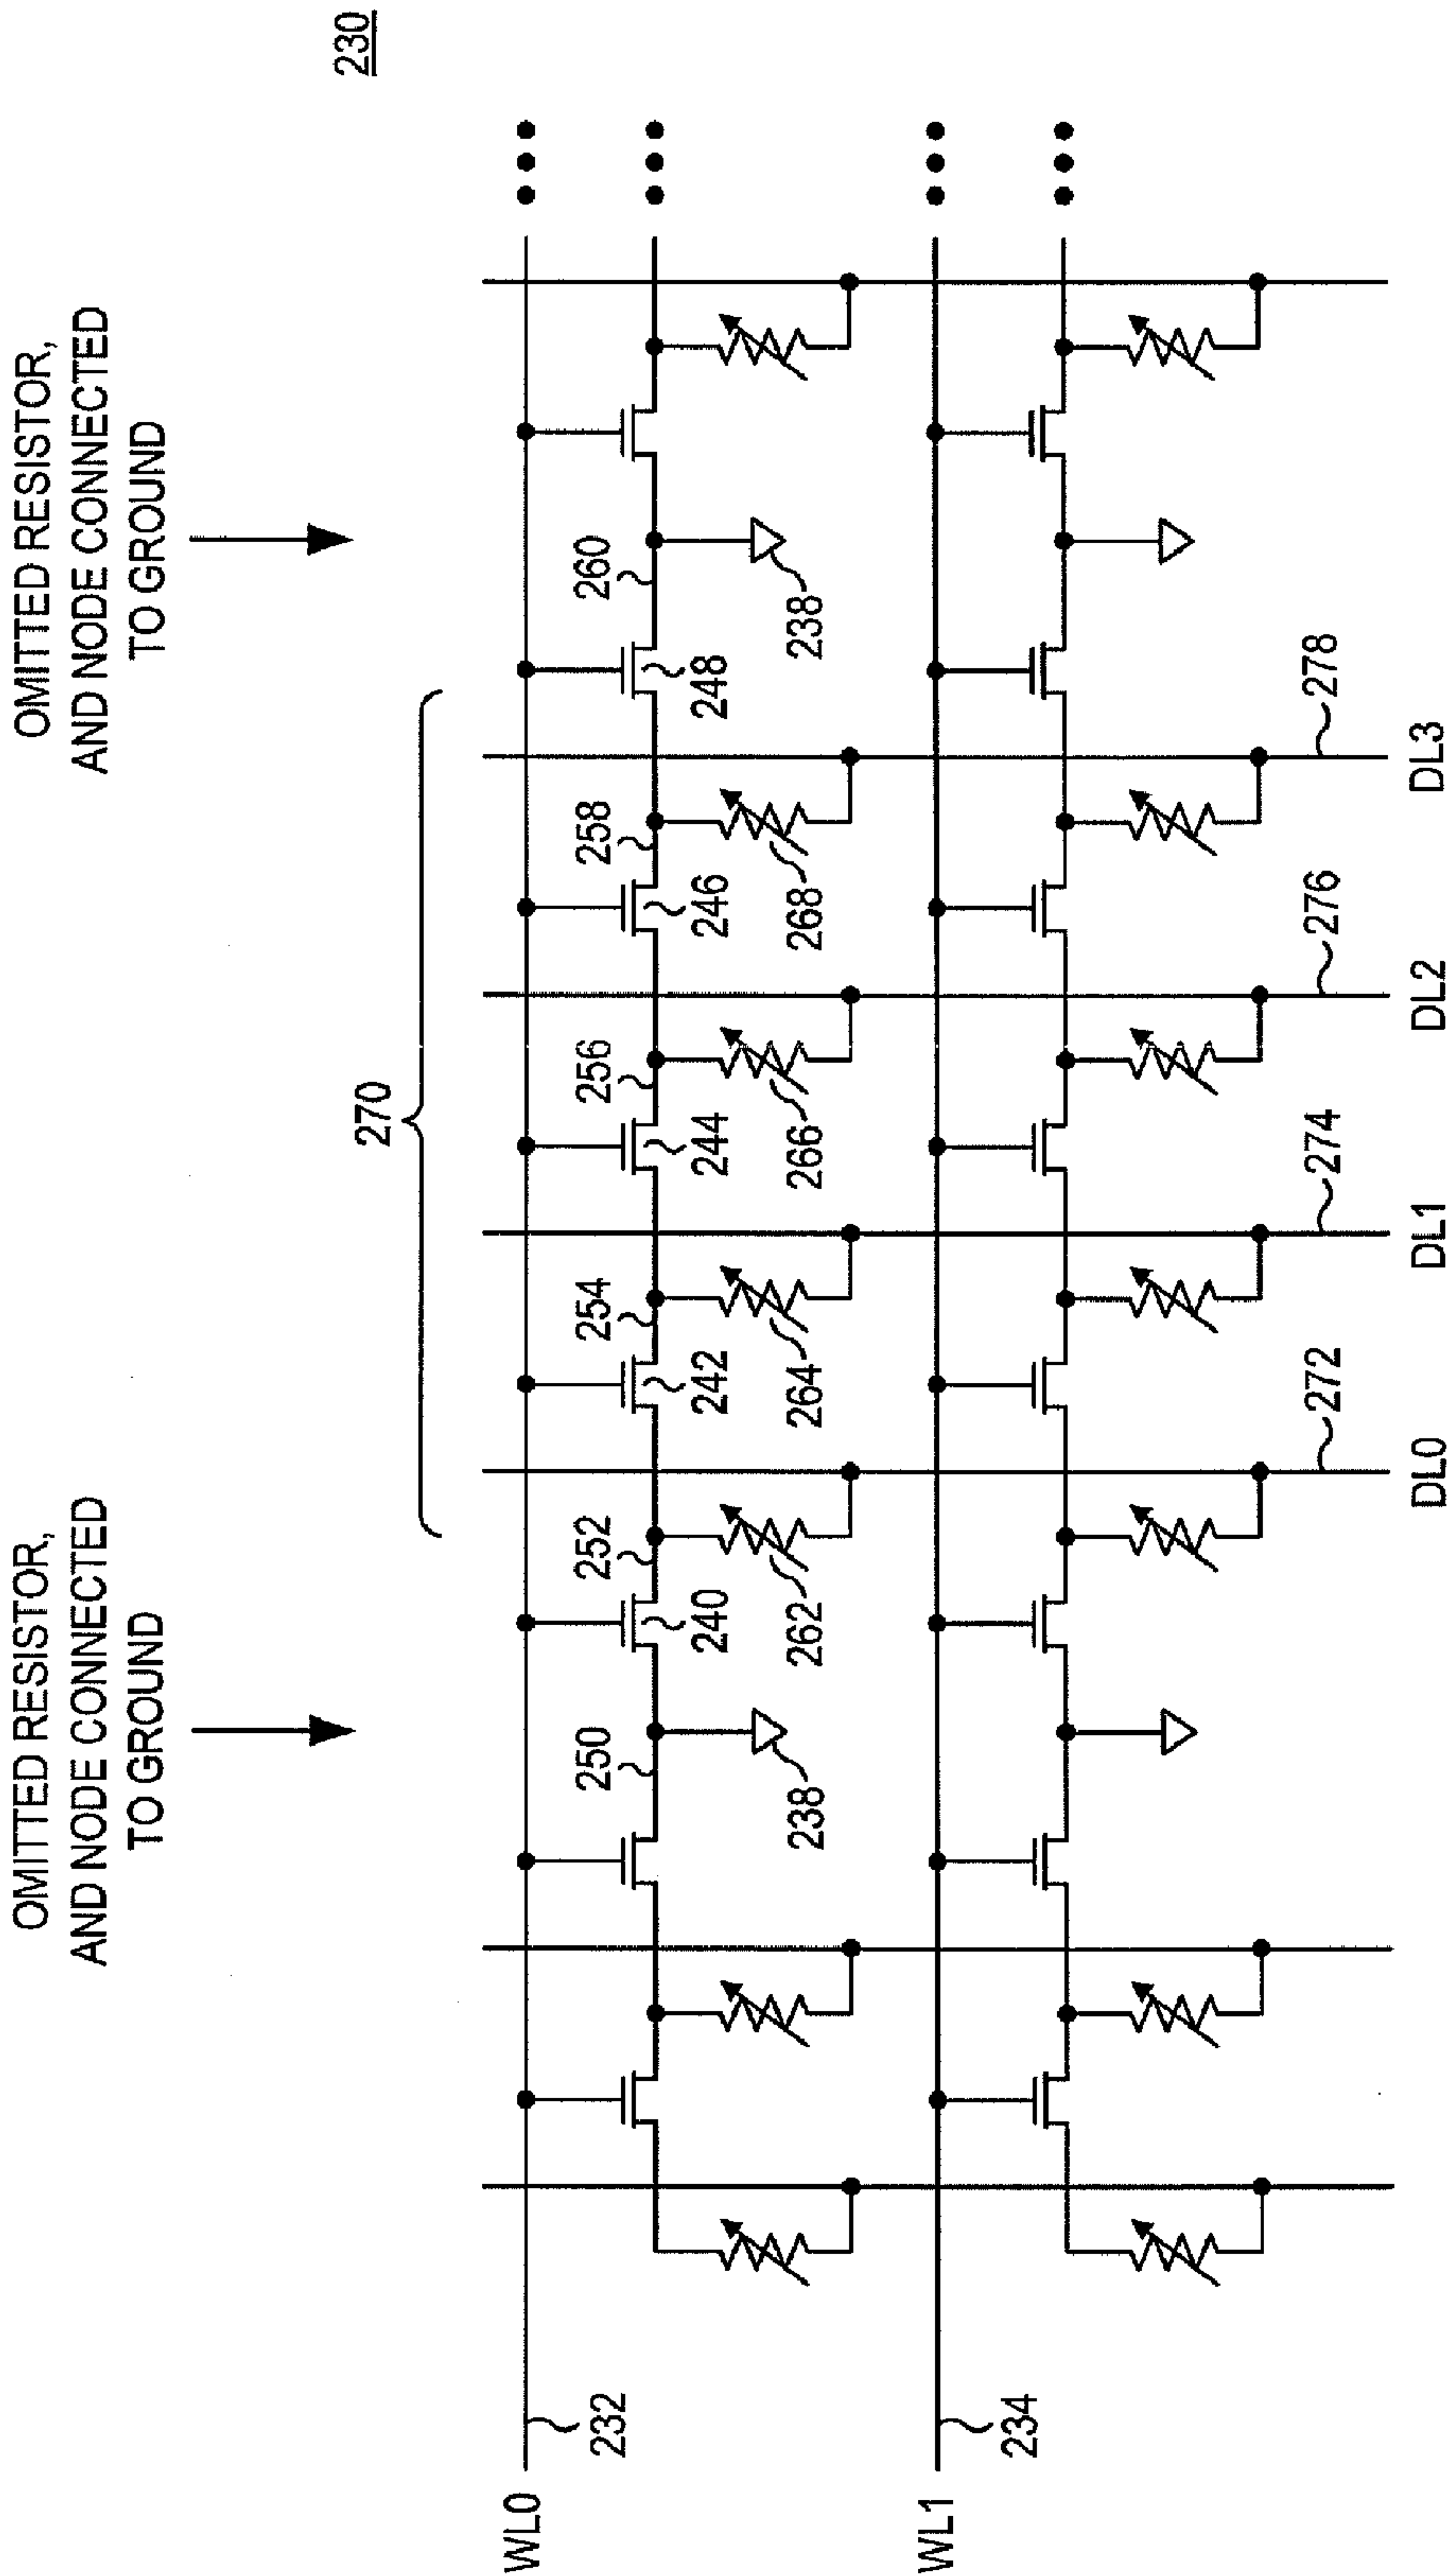 OMITTED RESISTOR,
AND NODE CONNECTED
TO GROUND
OMITTED RESISTOR,
AND NODE CONNECTED
TO GROUND
230
270
WL0
232
250
252
254
256
258
260
240
242
244
246
248
238
262
264
266
268
238
WL1
234
272
274
276
278
DL0
DL1
DL2
DL3